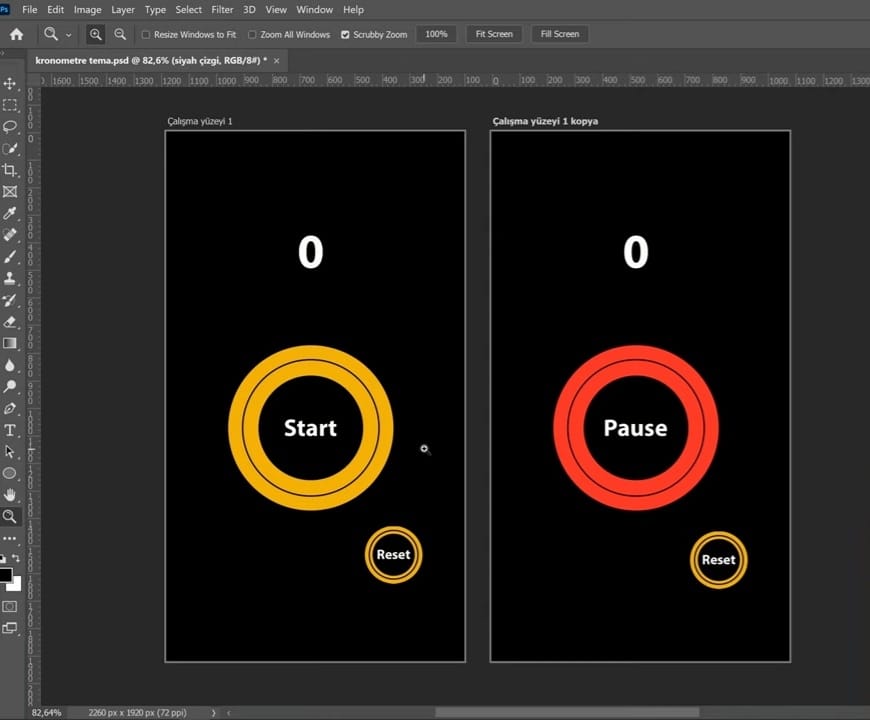 Ps File Edit Image Layer Type Select Filter 3D View Window Help
Resize Windows to Fit Zoom All Windows Scrubby Zoom 100% Fit Screen Fill Screen
kronometre tema.psd @ 82,6% (siyah çizgi, RGB/8#) * ×
1600 1500 1400 1300 1200 1100 1000 900 800 700 600 500 400 300 200 100 0 100 200 300 400 500 600 700 800 900 1000 1100 1200 1300
Çalışma yüzeyi 1
Çalışma yüzeyi 1 kopya
0
0
Start
Pause
Reset
Reset
82,64% 2260 px x 1920 px (72 ppi)